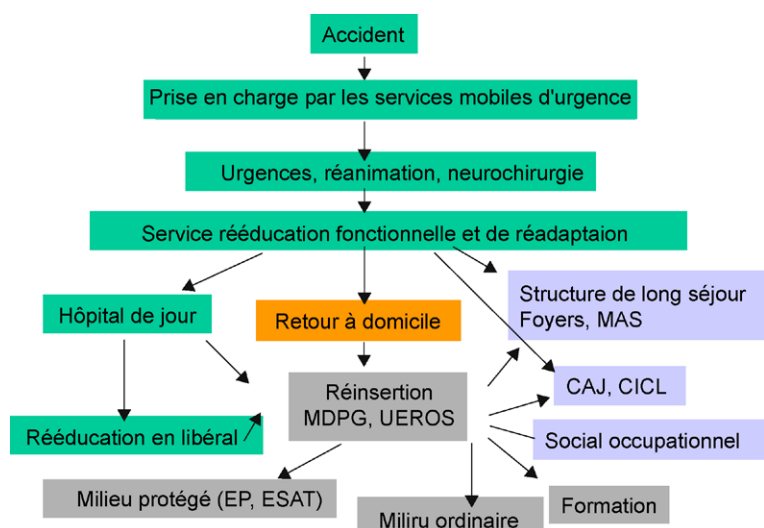 Accident
Prise en charge par les services mobiles d'urgence
Urgences, réanimation, neurochirurgie
Service rééducation fonctionnelle et de réadaptaion
Hôpital de jour
Retour à domicile
Structure de long séjour
Foyers, MAS
Réinsertion
MDPG, UEROS
CAJ, CICL
Rééducation en libéral
Social occupationnel
Milieu protégé (EP, ESAT)
Formation
Miliru ordinaire